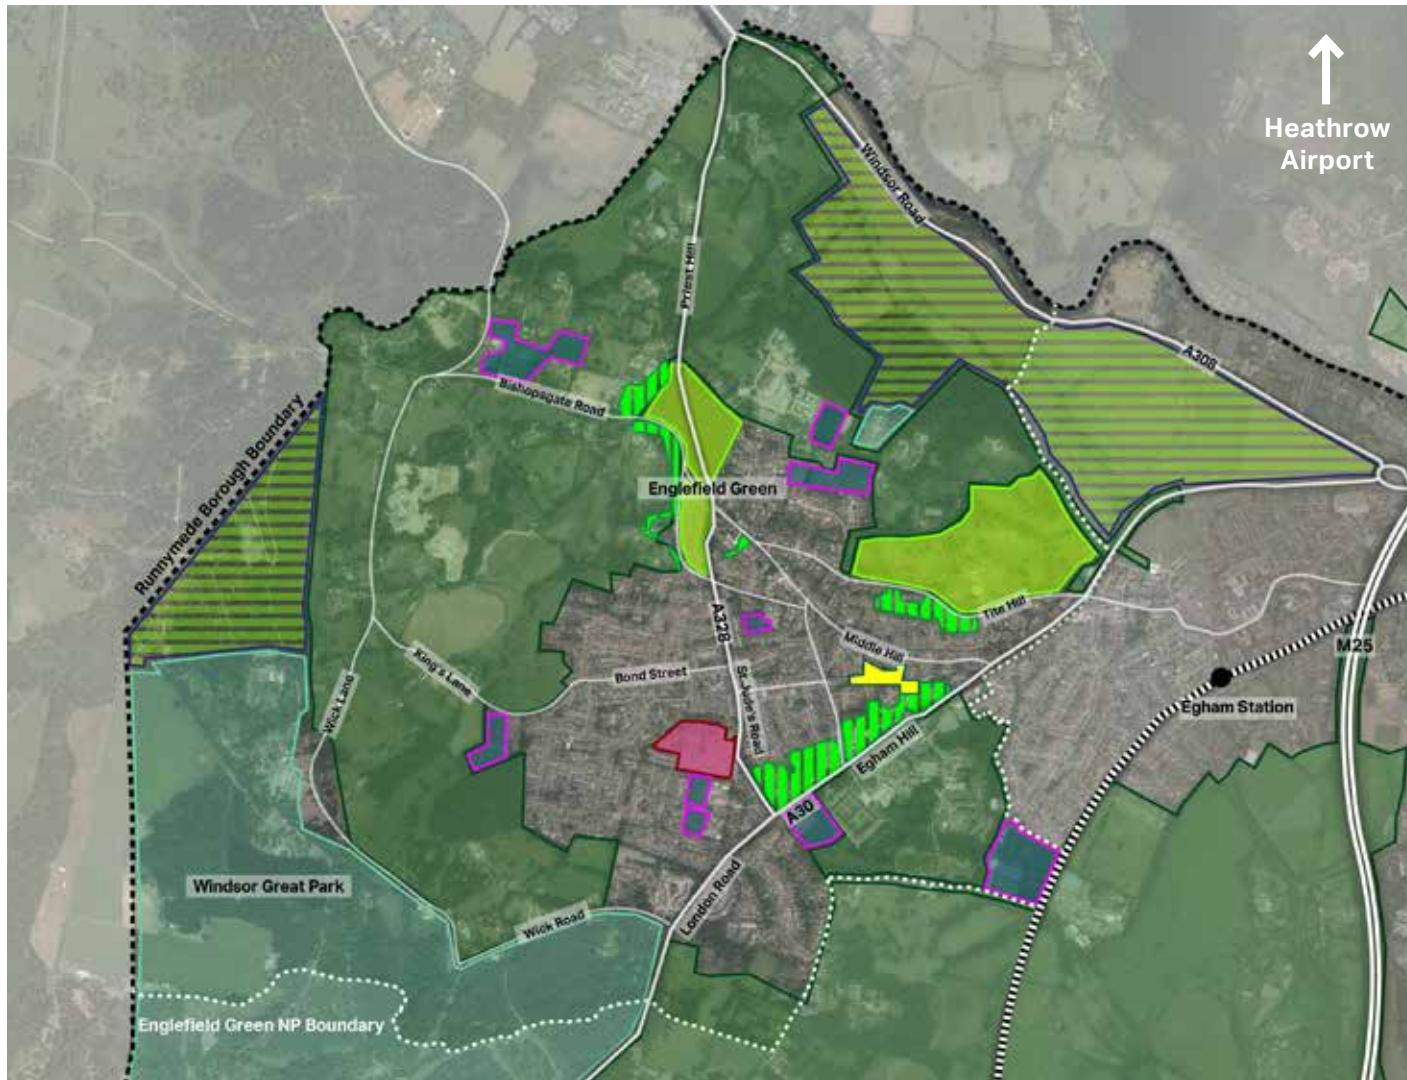 Heathrow
Airport
Windsor Road
Priest Hill
A308
Bishopsgate Road
Runnymede Borough Boundary
Englefield Green
Tite Hill
A328
Middle Hill
M25
King's Lane
Bond Street
St Jude's Road
Wick Lane
Egham Station
Egham Hill
A30
Windsor Great Park
London Road
Wick Road
Englefield Green NP Boundary